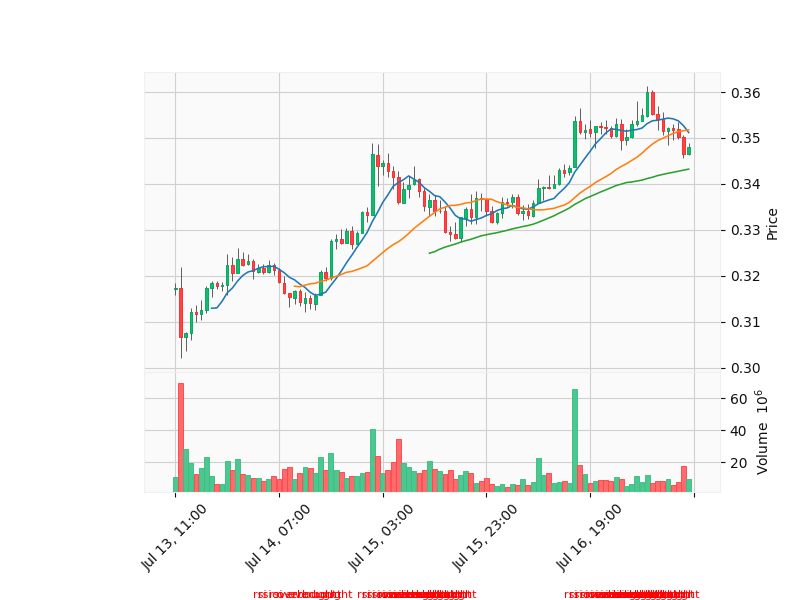 0.36
0.35
0.34
0.33
0.32
0.31
0.30
Price
60
40
20
Volume 10⁶
Jul 13, 11:00
Jul 14, 07:00
Jul 15, 03:00
Jul 15, 23:00
Jul 16, 19:00